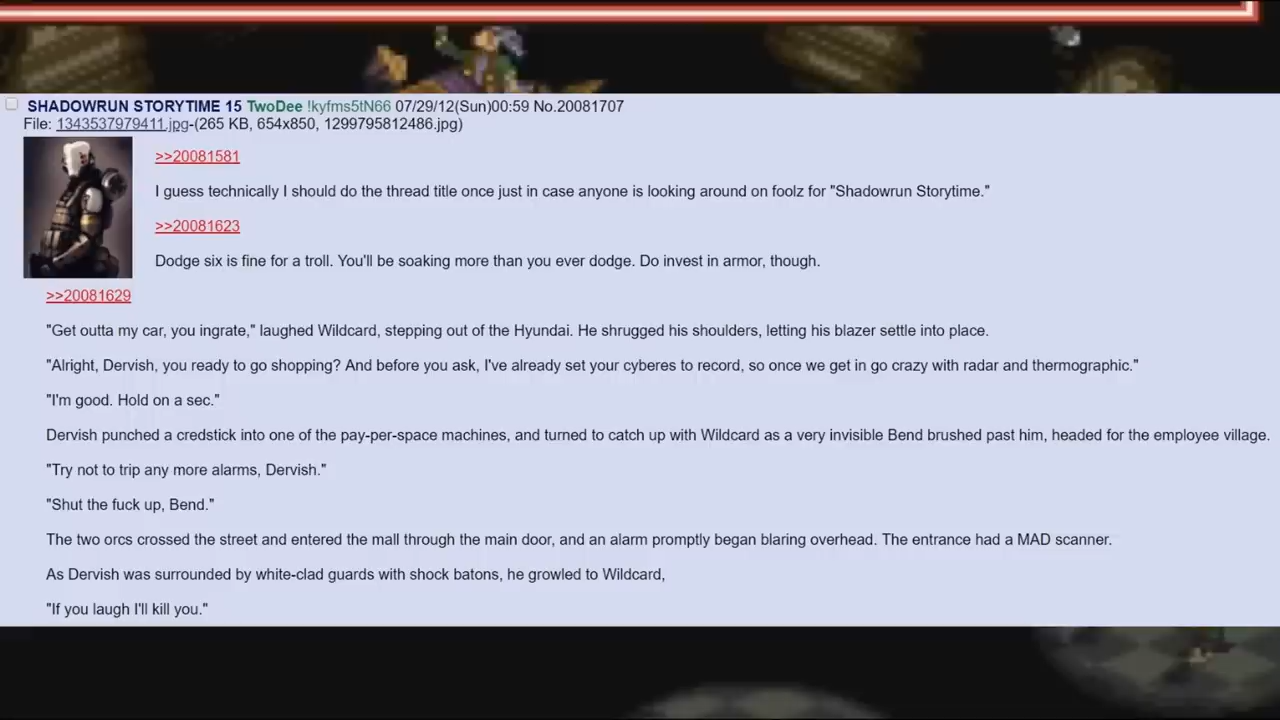 SHADOWRUN STORYTIME 15 TwoDee !kyfms5tN66 07/29/12(Sun)00:59 No.20081707
File: 1343537979411.jpg-(265 KB, 654x850, 1299795812486.jpg)
>>20081581
I guess technically I should do the thread title once just in case anyone is looking around on foolz for "Shadowrun Storytime."
>>20081623
Dodge six is fine for a troll. You'll be soaking more than you ever dodge. Do invest in armor, though.
>>20081629
"Get outta my car, you ingrate," laughed Wildcard, stepping out of the Hyundai. He shrugged his shoulders, letting his blazer settle into place.
"Alright, Dervish, you ready to go shopping? And before you ask, I've already set your cyberes to record, so once we get in go crazy with radar and thermographic."
"I'm good. Hold on a sec."
Dervish punched a credstick into one of the pay-per-space machines, and turned to catch up with Wildcard as a very invisible Bend brushed past him, headed for the employee village.
"Try not to trip any more alarms, Dervish."
"Shut the fuck up, Bend."
The two orcs crossed the street and entered the mall through the main door, and an alarm promptly began blaring overhead. The entrance had a MAD scanner.
As Dervish was surrounded by white-clad guards with shock batons, he growled to Wildcard,
"If you laugh I'll kill you."